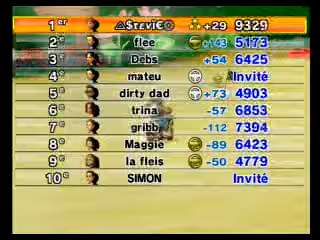 1er △$TEVİ€☼ +29 9329
2e flee +143 5173
3e Debs +54 6425
4e mateu Invité
5e dirty dad +73 4903
6e trina -57 6853
7e gribb -112 7394
8e Maggie -89 6423
9e la fleis -50 4779
10e SIMON Invité